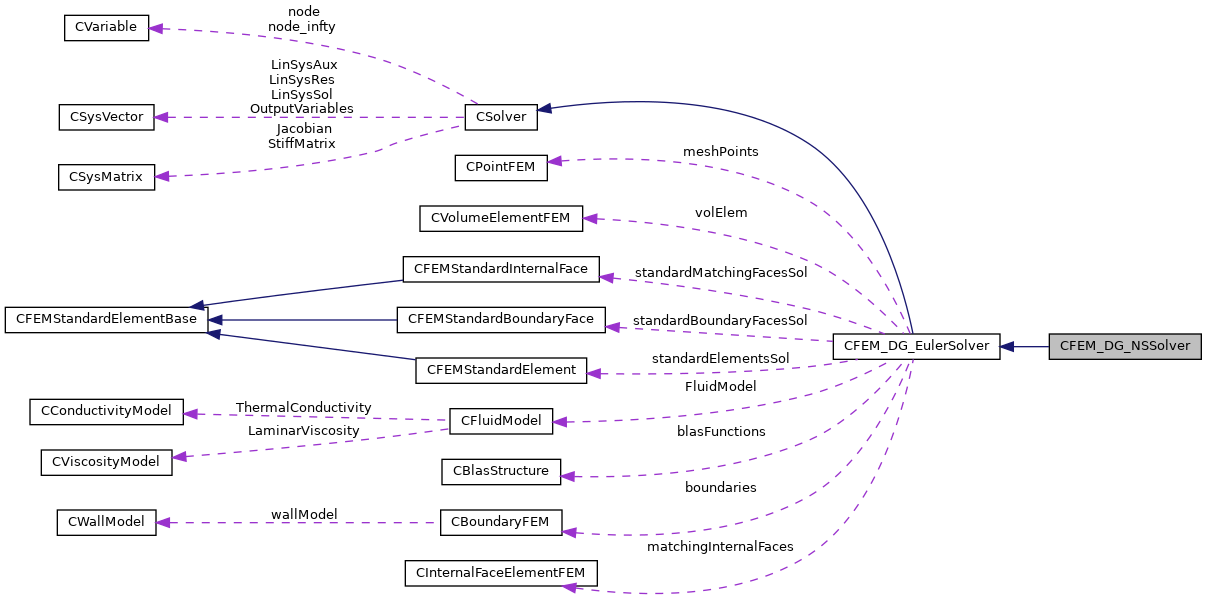 node
node_infty
CVariable
LinSysAux
LinSysRes
LinSysSol
OutputVariables
CSysVector
CSolver
Jacobian
StiffMatrix
CSysMatrix
meshPoints
CPointFEM
volElem
CVolumeElementFEM
CFEMStandardInternalFace
standardMatchingFacesSol
CFEMStandardElementBase
CFEMStandardBoundaryFace
standardBoundaryFacesSol
CFEM_DG_EulerSolver
CFEM_DG_NSSolver
standardElementsSol
CFEMStandardElement
FluidModel
CConductivityModel
ThermalConductivity
CFluidModel
LaminarViscosity
blasFunctions
CViscosityModel
CBlasStructure
boundaries
CWallModel
wallModel
CBoundaryFEM
matchingInternalFaces
CInternalFaceElementFEM